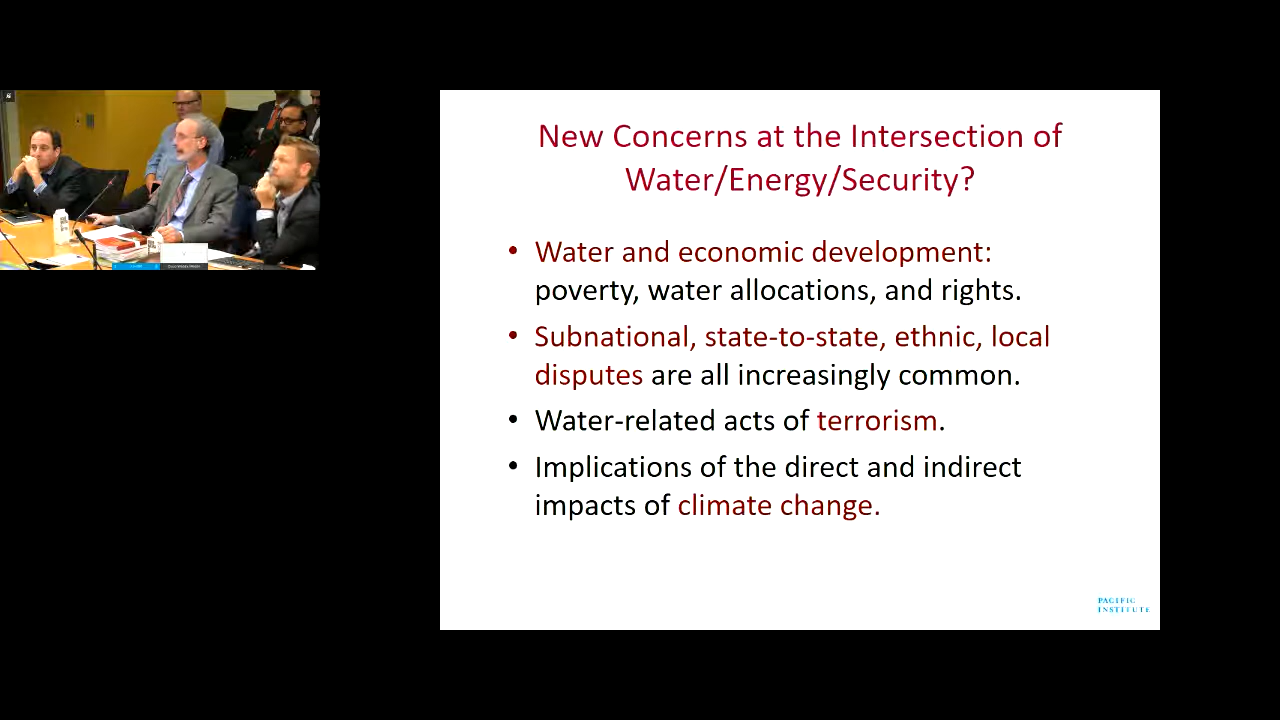 New Concerns at the Intersection of
Water/Energy/Security?
• Water and economic development:
poverty, water allocations, and rights.
• Subnational, state-to-state, ethnic, local
disputes are all increasingly common.
• Water-related acts of terrorism.
• Implications of the direct and indirect
impacts of climate change.
PACIFIC
INSTITUTE